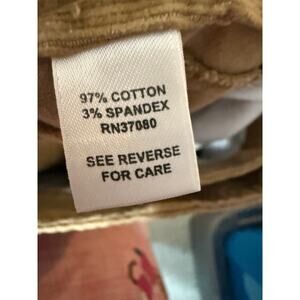 97% COTTON
3% SPANDEX
RN37080
SEE REVERSE
FOR CARE